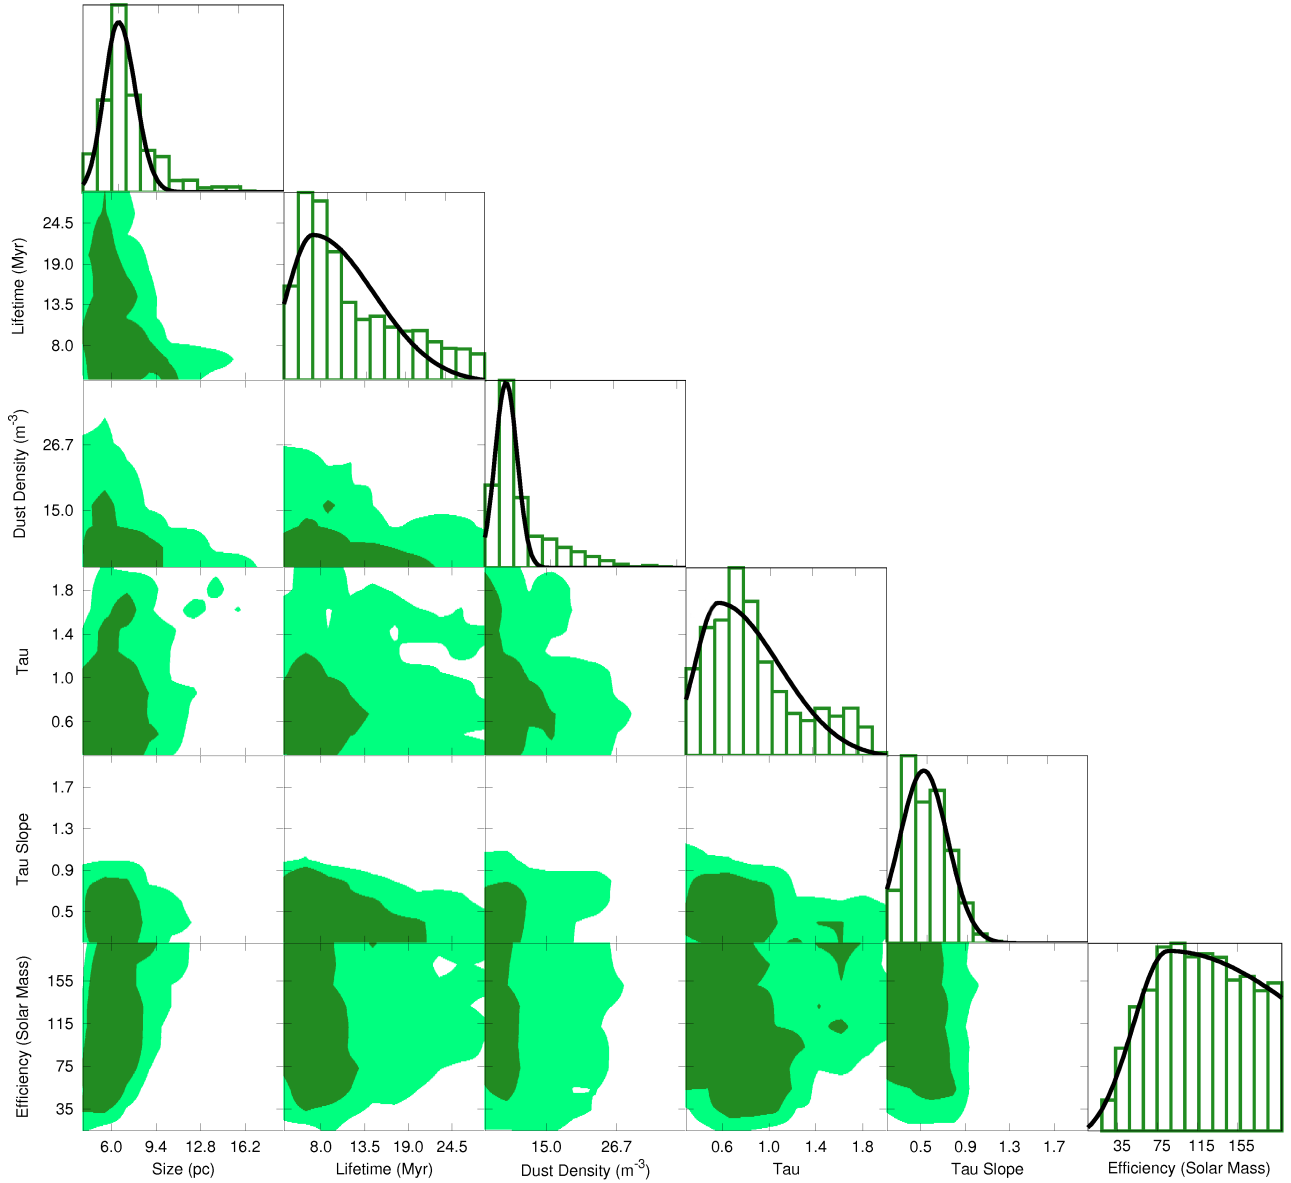 Lifetime (Myr)
24.5
19.0
13.5
8.0
Dust Density (m-3)
26.7
15.0
Tau
1.8
1.4
1.0
0.6
Tau Slope
1.7
1.3
0.9
0.5
Efficiency (Solar Mass)
155
115
75
35
6.0 9.4 12.8 16.2 8.0 13.5 19.0 24.5 15.0 26.7 0.6 1.0 1.4 1.8 0.5 0.9 1.3 1.7 35 75 115 155
Size (pc) Lifetime (Myr) Dust Density (m-3) Tau Tau Slope Efficiency (Solar Mass)